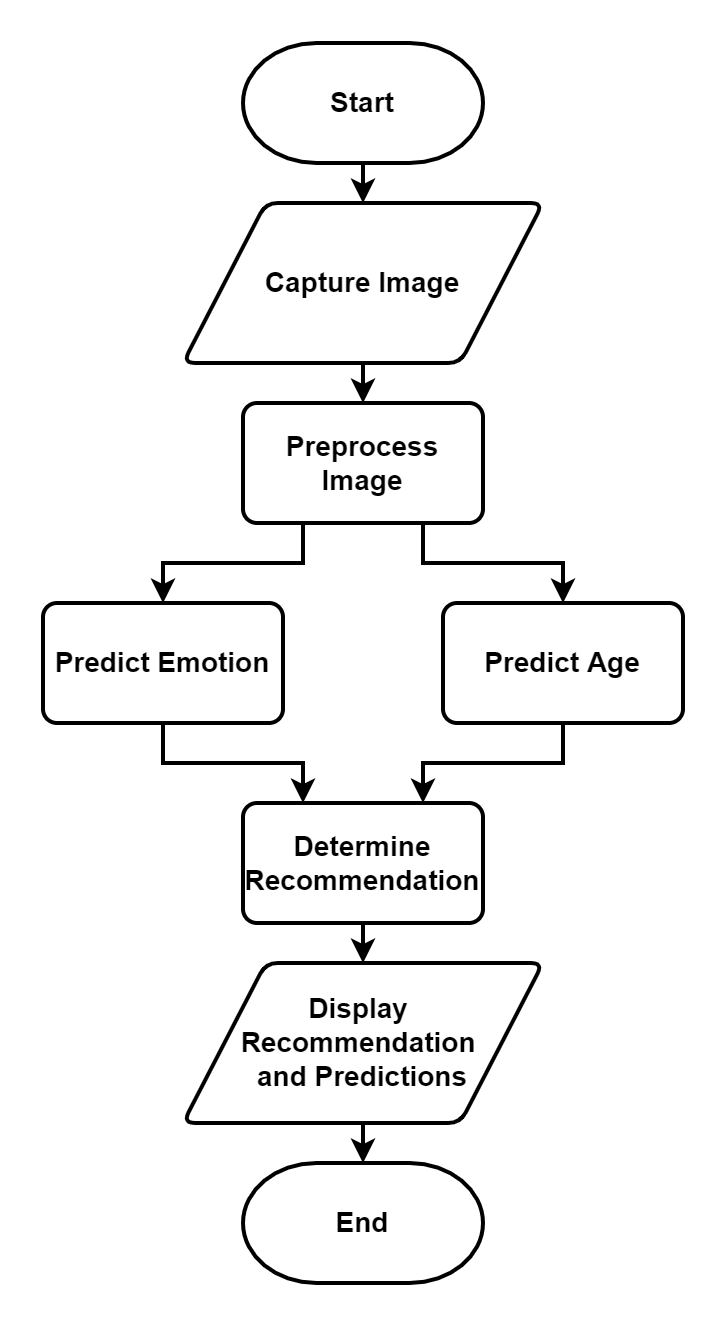 Start
Capture Image
Preprocess
Image
Predict Emotion
Predict Age
Determine
Recommendation
Display
Recommendation
and Predictions
End